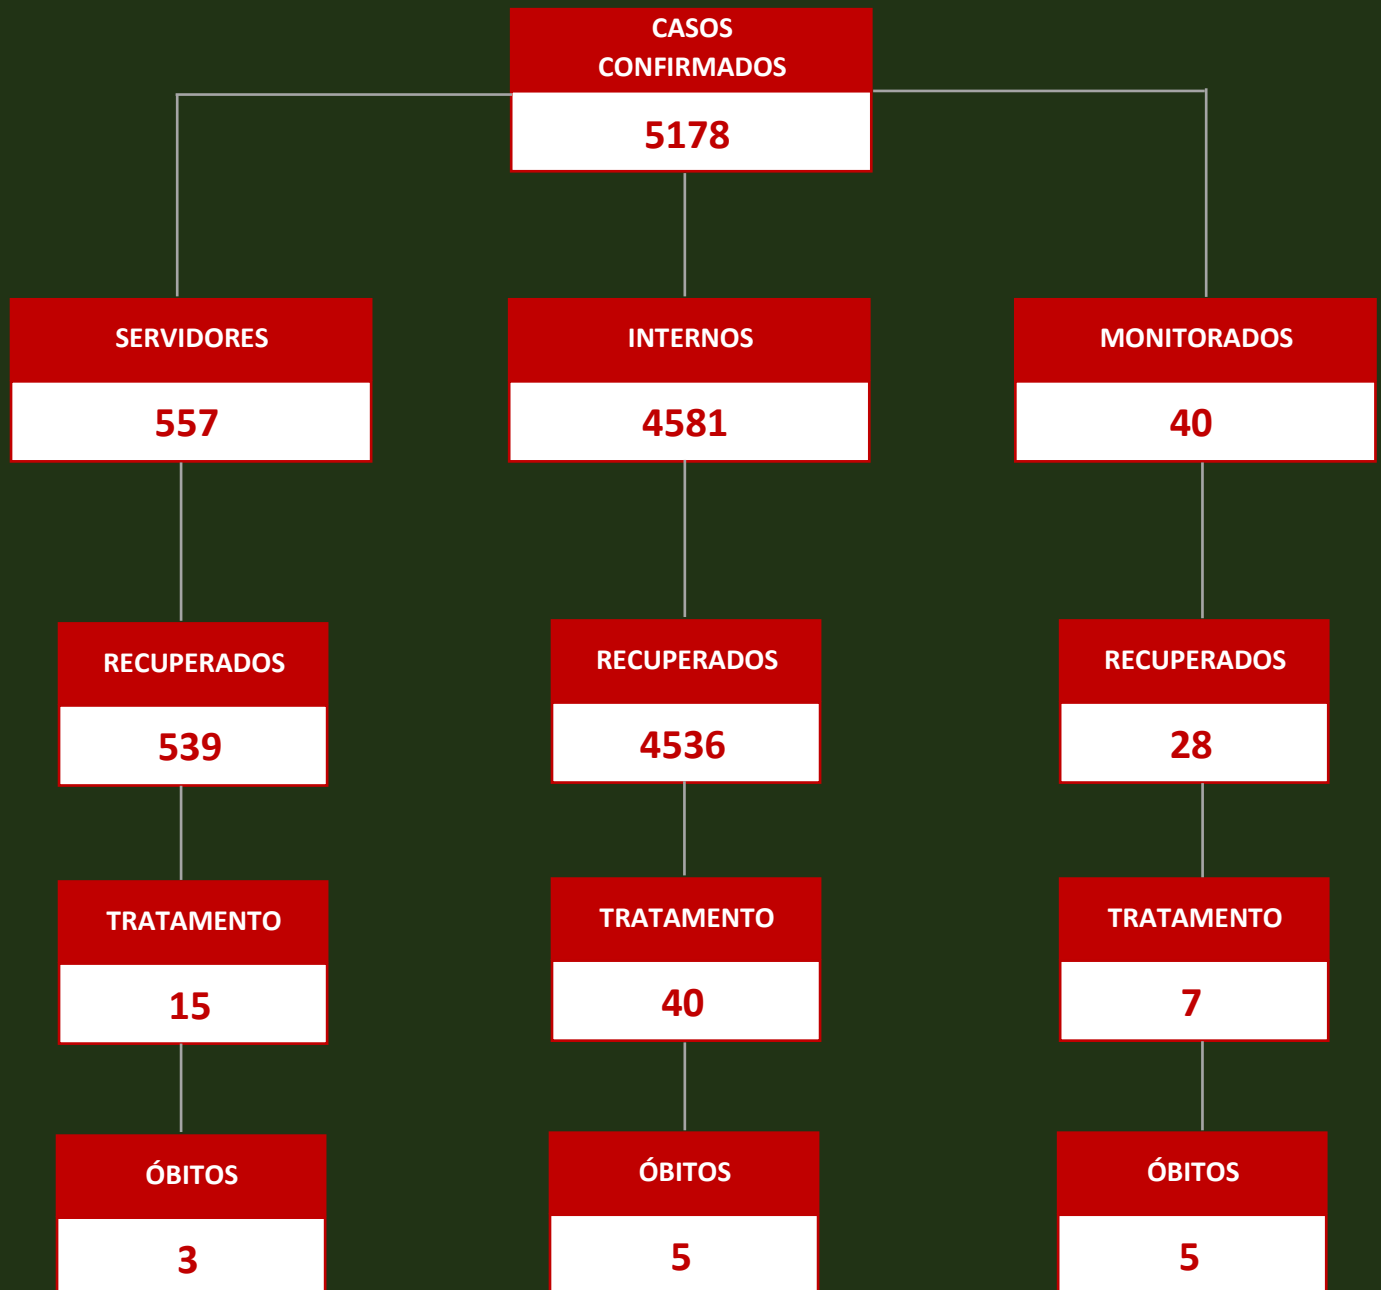 CASOS
CONFIRMADOS
5178
SERVIDORES
557
INTERNOS
4581
MONITORADOS
40
RECUPERADOS
539
RECUPERADOS
4536
RECUPERADOS
28
TRATAMENTO
15
TRATAMENTO
40
TRATAMENTO
7
ÓBITOS
3
ÓBITOS
5
ÓBITOS
5